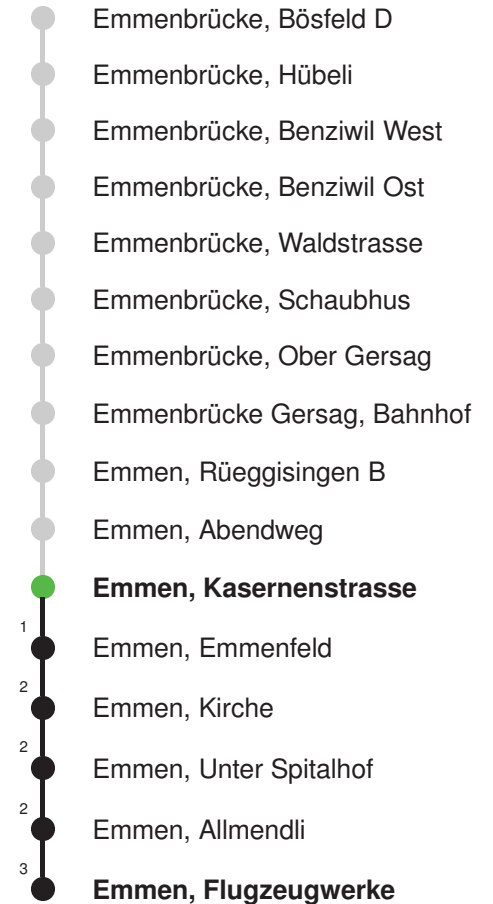 Emmenbrücke, Bösfeld D
Emmenbrücke, Hübeli
Emmenbrücke, Benziwil West
Emmenbrücke, Benziwil Ost
Emmenbrücke, Waldstrasse
Emmenbrücke, Schaubhus
Emmenbrücke, Ober Gersag
Emmenbrücke Gersag, Bahnhof
Emmen, Rüeggisingen B
Emmen, Abendweg
Emmen, Kasernenstrasse
1 Emmen, Emmenfeld
2 Emmen, Kirche
2 Emmen, Unter Spitalhof
2 Emmen, Allmendli
3 Emmen, Flugzeugwerke